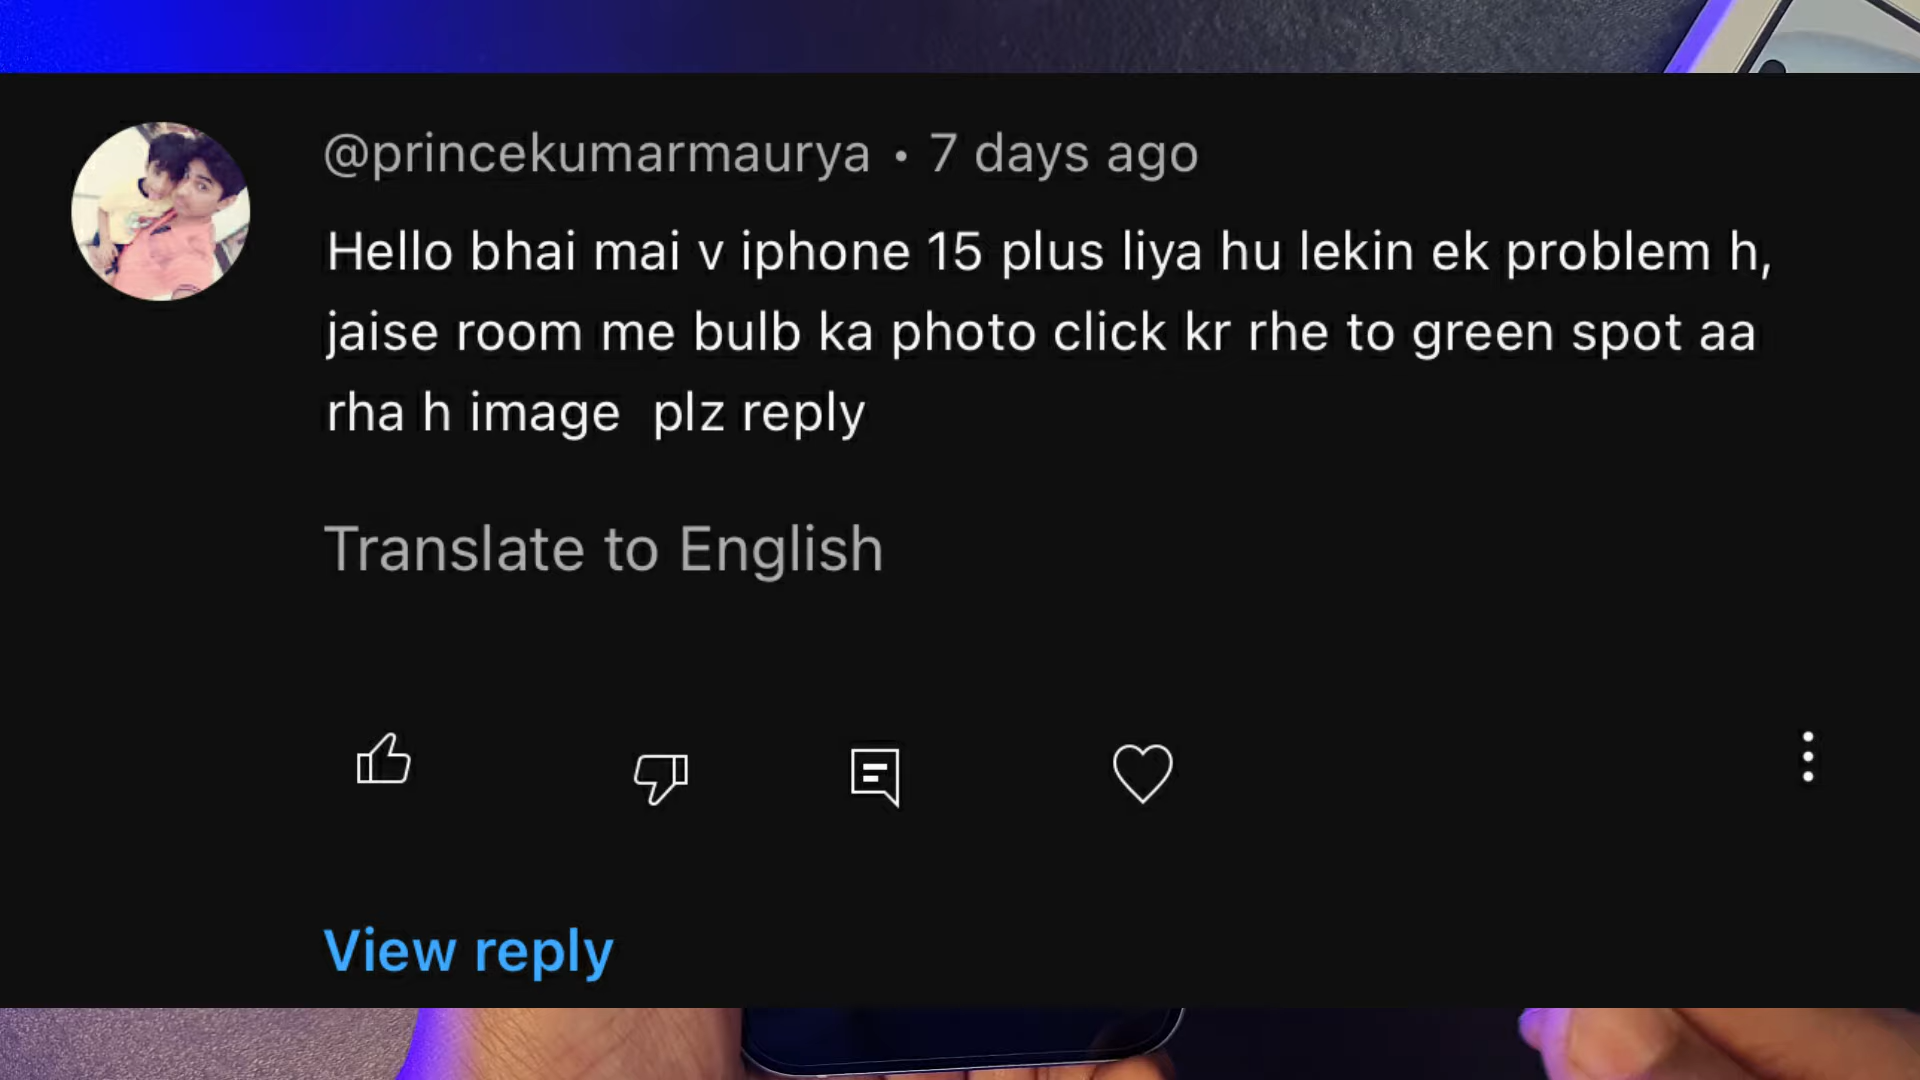 @princekumarmaurya • 7 days ago
Hello bhai mai v iphone 15 plus liya hu lekin ek problem h,
jaise room me bulb ka photo click kr rhe to green spot aa
rha h image  plz reply
Translate to English
View reply